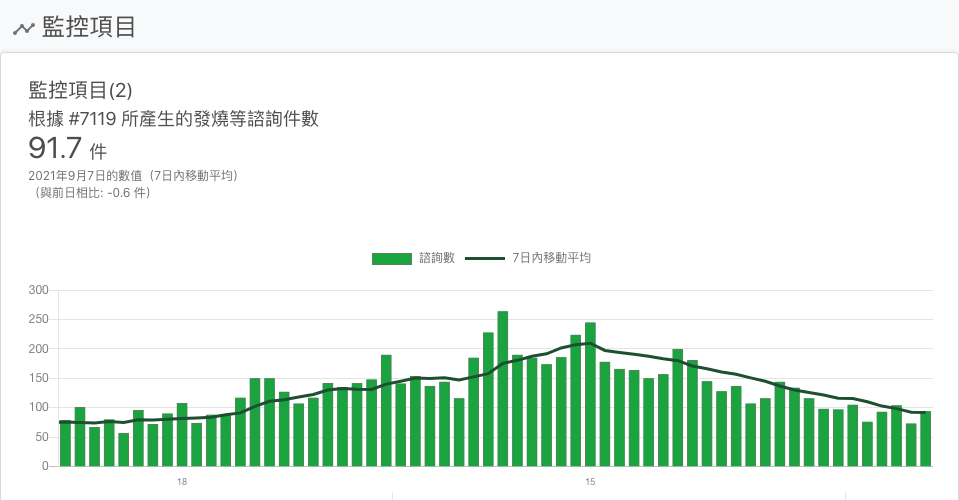 監控項目
監控項目(2)
根據 #7119 所產生的發燒等諮詢件數
91.7 件
2021年9月7日的數值（7日內移動平均）
（與前日相比: -0.6 件）
諮詢數 7日內移動平均
300
250
200
150
100
50
0
18 15